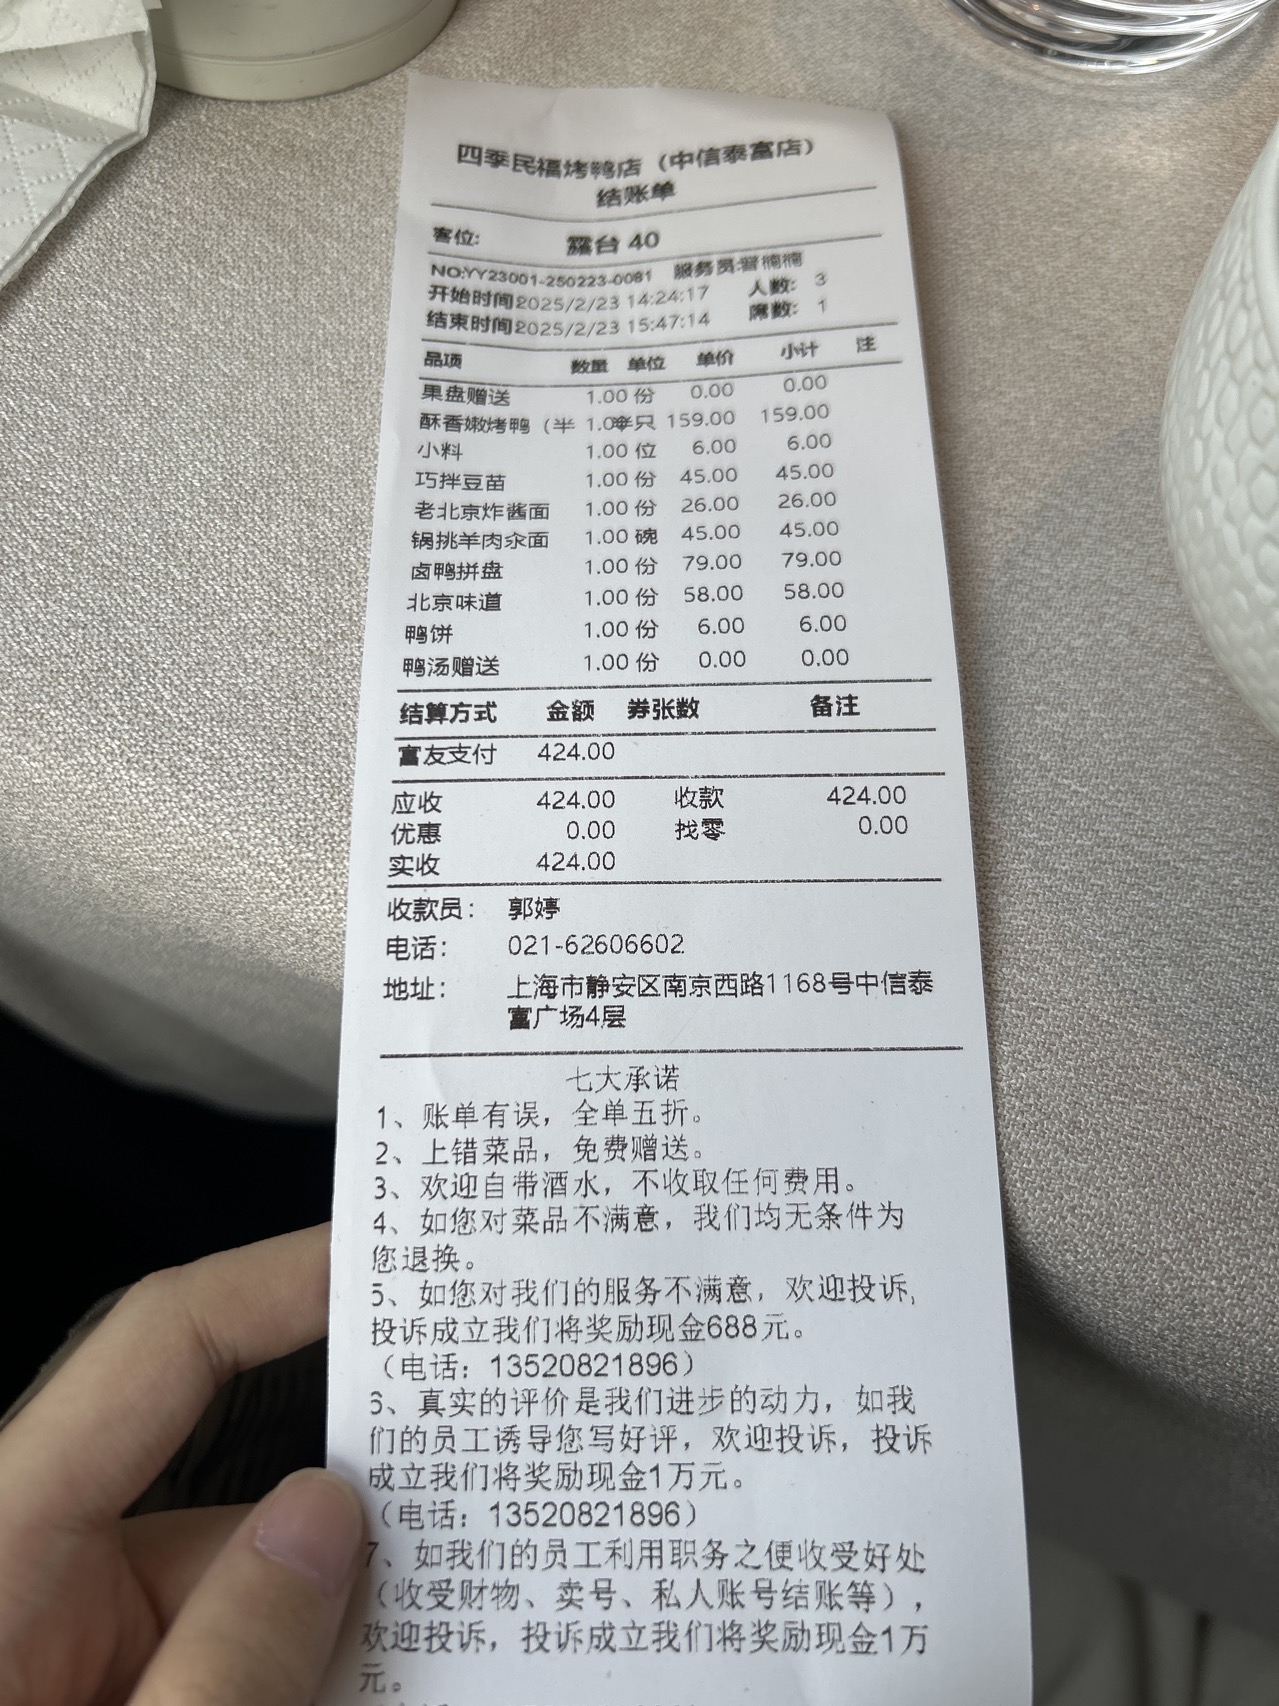 四季民福烤鸭店（中信泰富店）
结账单
客位: 露台 40
NO:YY23001-250223-0081 服务员:楠楠
开始时间2025/2/23 14:24:17 人数: 3
结束时间2025/2/23 15:47:14 席数: 1
品项 数量 单位 单价 小计 注
果盘赠送 1.00 份 0.00 0.00
酥香嫩烤鸭（半 1.00半只 159.00 159.00
小料 1.00 位 6.00 6.00
巧拌豆苗 1.00 份 45.00 45.00
老北京炸酱面 1.00 份 26.00 26.00
锅挑羊肉汆面 1.00 碗 45.00 45.00
卤鸭拼盘 1.00 份 79.00 79.00
北京味道 1.00 份 58.00 58.00
鸭饼 1.00 份 6.00 6.00
鸭汤赠送 1.00 份 0.00 0.00
结算方式 金额 券张数 备注
富友支付 424.00
应收 424.00 收款 424.00
优惠 0.00 找零 0.00
实收 424.00
收款员: 郭婷
电话: 021-62606602
地址: 上海市静安区南京西路1168号中信泰
富广场4层
七大承诺
1、账单有误，全单五折。
2、上错菜品，免费赠送。
3、欢迎自带酒水，不收取任何费用。
4、如您对菜品不满意，我们均无条件为
您退换。
5、如您对我们的服务不满意，欢迎投诉,
投诉成立我们将奖励现金688元。
（电话: 13520821896）
6、真实的评价是我们进步的动力，如我
们的员工诱导您写好评，欢迎投诉，投诉
成立我们将奖励现金1万元。
（电话: 13520821896）
7、如我们的员工利用职务之便收受好处
（收受财物、卖号、私人账号结账等），
欢迎投诉，投诉成立我们将奖励现金1万
元。